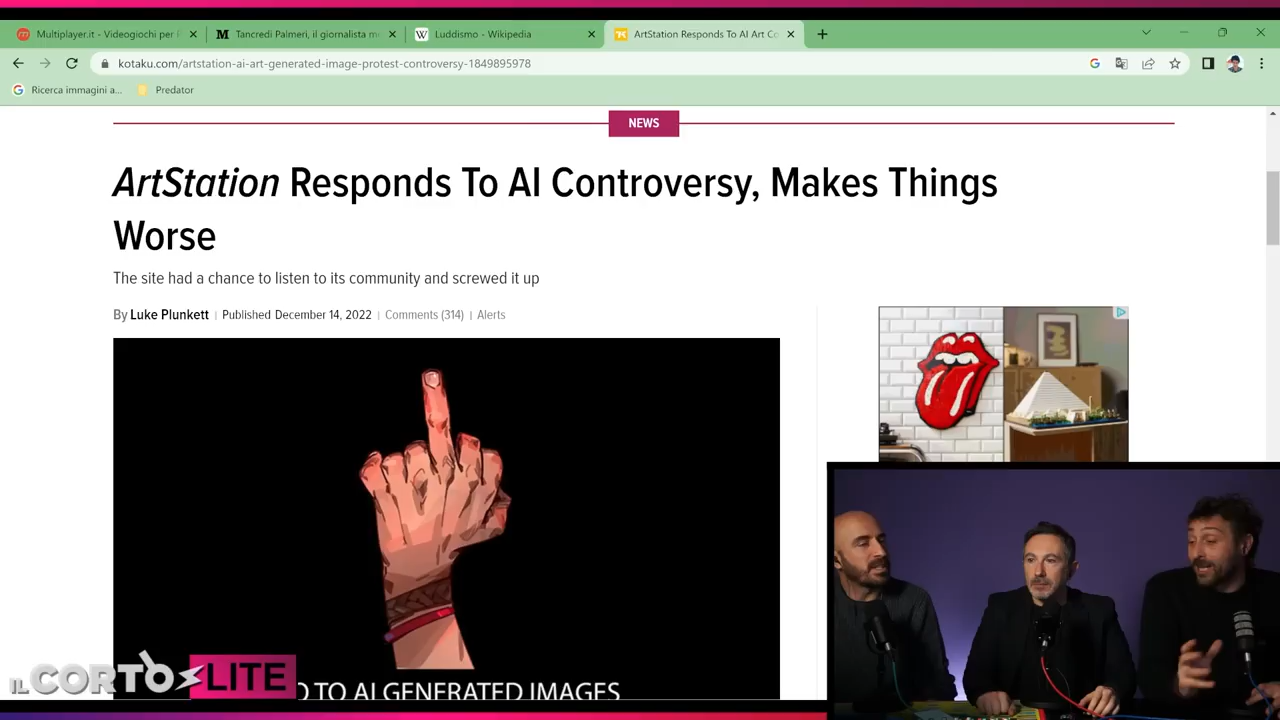 Multiplayer.it - Videogiochi per
Tancredi Palmeri, il giornalista
Luddismo - Wikipedia
ArtStation Responds To AI Art Co
kotaku.com/artstation-ai-art-generated-image-protest-controversy-1849895978
Ricerca immagini a...
Predator
NEWS
ArtStation Responds To AI Controversy, Makes Things
Worse
The site had a chance to listen to its community and screwed it up
By Luke Plunkett | Published December 14, 2022 | Comments (314) | Alerts
TO AI GENERATED IMAGES
IL CORTO LITE